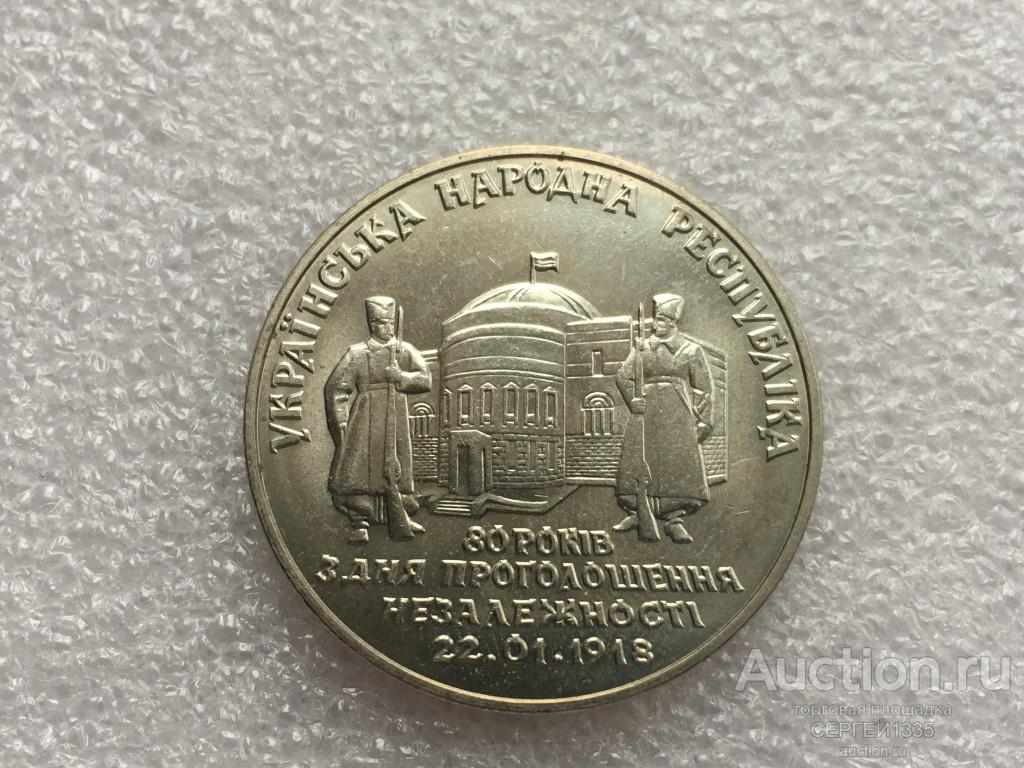 УКРАЇНСЬКА НАРОДНА РЕСПУБЛІКА
80 РОКІВ
З ДНЯ ПРОГОЛОШЕННЯ
НЕЗАЛЕЖНОСТІ
22.01.1918
Auction.ru
торговая площадка
СЕРГЕЙ1335
auction.ru